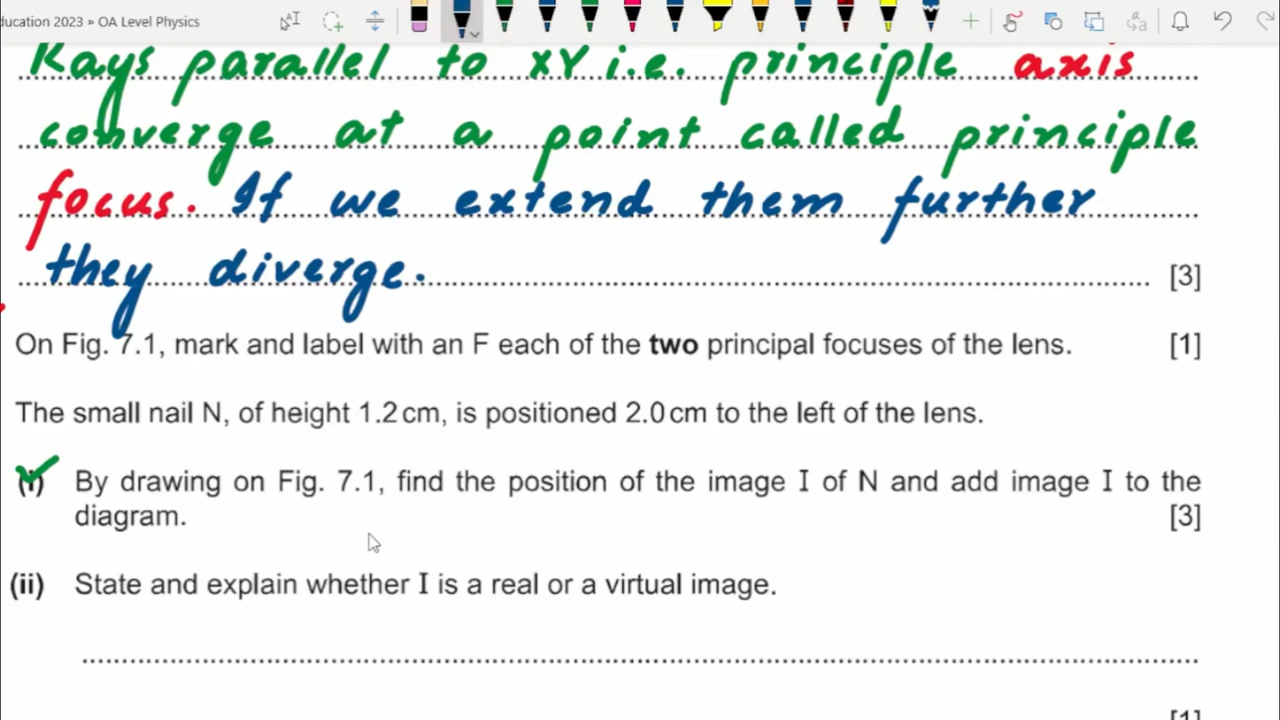 ducation 2023 » OA Level Physics
Rays parallel to XY i.e. principle axis
converge at a point called principle
focus. If we extend them further
they diverge. [3]
On Fig. 7.1, mark and label with an F each of the two principal focuses of the lens. [1]
The small nail N, of height 1.2 cm, is positioned 2.0 cm to the left of the lens.
(i) By drawing on Fig. 7.1, find the position of the image I of N and add image I to the
diagram. [3]
(ii) State and explain whether I is a real or a virtual image.
[1]